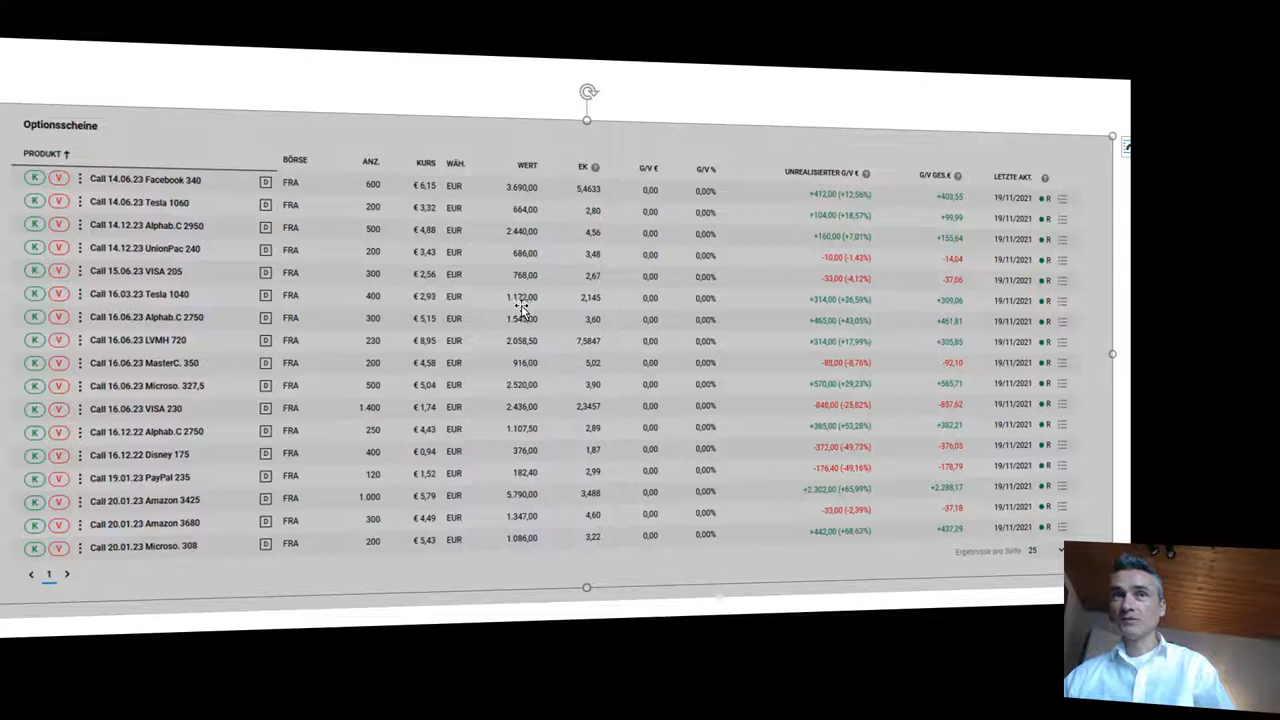 Optionsscheine
PRODUKT BÖRSE ANZ. KURS WÄH. WERT EK G/V € G/V % UNREALISIERTER G/V € G/V GES.€ LETZTE AKT.
K V Call 14.06.23 Facebook 340 D FRA 600 € 6,15 EUR 3.690,00 5,4633 0,00 0,00% +412,00 (+12,56%) +403,55 19/11/2021 R
K V Call 14.06.23 Tesla 1060 D FRA 200 € 3,32 EUR 664,00 2,80 0,00 0,00% +104,00 (+18,57%) +99,99 19/11/2021 R
K V Call 14.12.23 Alphab.C 2950 D FRA 500 € 4,88 EUR 2.440,00 4,56 0,00 0,00% +160,00 (+7,01%) +155,64 19/11/2021 R
K V Call 14.12.23 UnionPac 240 D FRA 200 € 3,43 EUR 686,00 3,48 0,00 0,00% -10,00 (-1,43%) -14,04 19/11/2021 R
K V Call 15.06.23 VISA 205 D FRA 300 € 2,56 EUR 768,00 2,67 0,00 0,00% -33,00 (-4,12%) -37,06 19/11/2021 R
K V Call 16.03.23 Tesla 1040 D FRA 400 € 2,93 EUR 1.172,00 2,145 0,00 0,00% +314,00 (+36,59%) +309,06 19/11/2021 R
K V Call 16.06.23 Alphab.C 2750 D FRA 300 € 5,15 EUR 1.545,00 3,60 0,00 0,00% +465,00 (+43,05%) +461,81 19/11/2021 R
K V Call 16.06.23 LVMH 720 D FRA 230 € 8,95 EUR 2.058,50 7,5847 0,00 0,00% +314,00 (+17,99%) +305,85 19/11/2021 R
K V Call 16.06.23 MasterC. 350 D FRA 200 € 4,58 EUR 916,00 5,02 0,00 0,00% -88,00 (-8,76%) -92,10 19/11/2021 R
K V Call 16.06.23 Microso. 327,5 D FRA 500 € 5,04 EUR 2.520,00 3,90 0,00 0,00% +570,00 (+29,23%) +565,71 19/11/2021 R
K V Call 16.06.23 VISA 230 D FRA 1.400 € 1,74 EUR 2.436,00 2,3457 0,00 0,00% -848,00 (-25,82%) -857,62 19/11/2021 R
K V Call 16.12.22 Alphab.C 2750 D FRA 250 € 4,43 EUR 1.107,50 2,89 0,00 0,00% +385,00 (+53,28%) +382,21 19/11/2021 R
K V Call 16.12.22 Disney 175 D FRA 400 € 0,94 EUR 376,00 1,87 0,00 0,00% -372,00 (-49,73%) -376,05 19/11/2021 R
K V Call 19.01.23 PayPal 235 D FRA 120 € 1,52 EUR 182,40 2,99 0,00 0,00% -176,40 (-49,16%) -178,79 19/11/2021 R
K V Call 20.01.23 Amazon 3425 D FRA 1.000 € 5,79 EUR 5.790,00 3,488 0,00 0,00% +2.302,00 (+65,99%) +2.288,17 19/11/2021 R
K V Call 20.01.23 Amazon 3680 D FRA 300 € 4,49 EUR 1.347,00 4,60 0,00 0,00% -33,00 (-2,39%) -37,18 19/11/2021 R
K V Call 20.01.23 Microso. 308 D FRA 200 € 5,43 EUR 1.086,00 3,22 0,00 0,00% +442,00 (+68,63%) +437,29 19/11/2021 R
1
Ergebnisse pro Seite 25